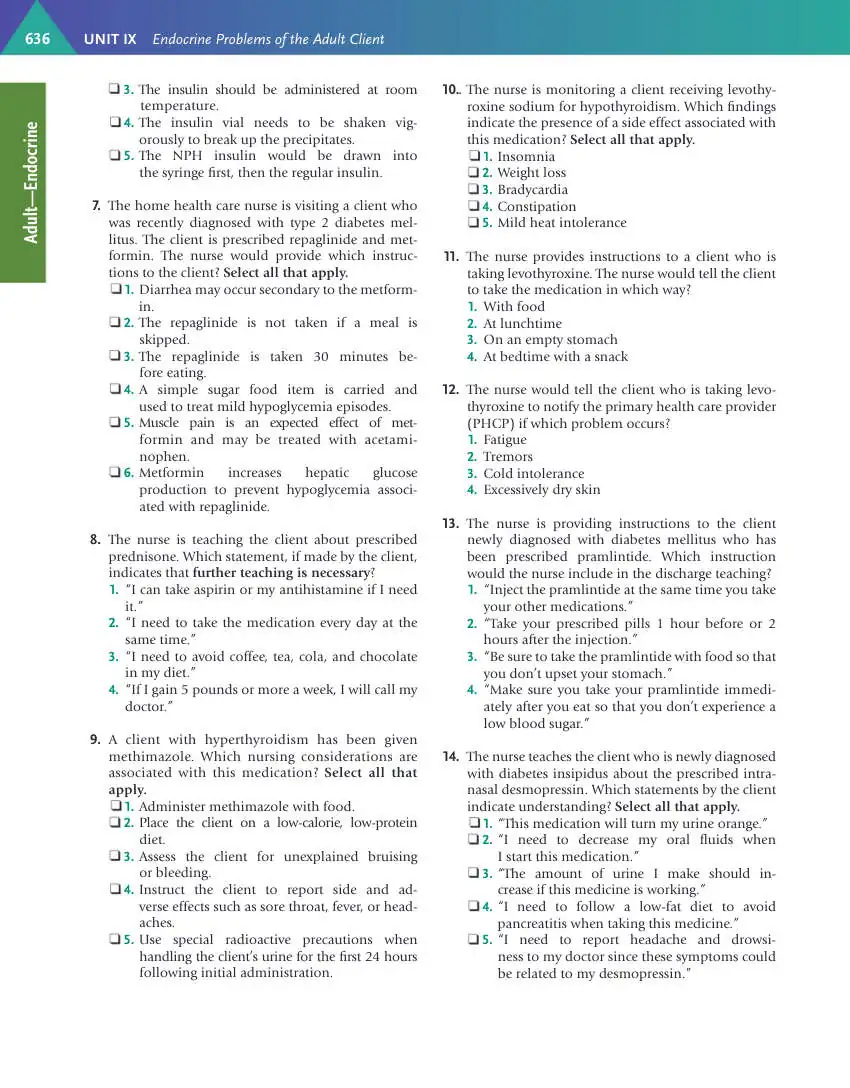 636 UNIT IX Endocrine Problems of the Adult Client
Adult—Endocrine
❑ 3. The insulin should be administered at room
temperature.
❑ 4. The insulin vial needs to be shaken vig-
orously to break up the precipitates.
❑ 5. The NPH insulin would be drawn into
the syringe first, then the regular insulin.
7. The home health care nurse is visiting a client who
was recently diagnosed with type 2 diabetes mel-
litus. The client is prescribed repaglinide and met-
formin. The nurse would provide which instruc-
tions to the client? Select all that apply.
❑ 1. Diarrhea may occur secondary to the metform-
in.
❑ 2. The repaglinide is not taken if a meal is
skipped.
❑ 3. The repaglinide is taken 30 minutes be-
fore eating.
❑ 4. A simple sugar food item is carried and
used to treat mild hypoglycemia episodes.
❑ 5. Muscle pain is an expected effect of met-
formin and may be treated with acetami-
nophen.
❑ 6. Metformin increases hepatic glucose
production to prevent hypoglycemia associ-
ated with repaglinide.
8. The nurse is teaching the client about prescribed
prednisone. Which statement, if made by the client,
indicates that further teaching is necessary?
1. “I can take aspirin or my antihistamine if I need
it.”
2. “I need to take the medication every day at the
same time.”
3. “I need to avoid coffee, tea, cola, and chocolate
in my diet.”
4. “If I gain 5 pounds or more a week, I will call my
doctor.”
9. A client with hyperthyroidism has been given
methimazole. Which nursing considerations are
associated with this medication? Select all that
apply.
❑ 1. Administer methimazole with food.
❑ 2. Place the client on a low-calorie, low-protein
diet.
❑ 3. Assess the client for unexplained bruising
or bleeding.
❑ 4. Instruct the client to report side and ad-
verse effects such as sore throat, fever, or head-
aches.
❑ 5. Use special radioactive precautions when
handling the client’s urine for the first 24 hours
following initial administration.
10.. The nurse is monitoring a client receiving levothy-
roxine sodium for hypothyroidism. Which findings
indicate the presence of a side effect associated with
this medication? Select all that apply.
❑ 1. Insomnia
❑ 2. Weight loss
❑ 3. Bradycardia
❑ 4. Constipation
❑ 5. Mild heat intolerance
11. The nurse provides instructions to a client who is
taking levothyroxine. The nurse would tell the client
to take the medication in which way?
1. With food
2. At lunchtime
3. On an empty stomach
4. At bedtime with a snack
12. The nurse would tell the client who is taking levo-
thyroxine to notify the primary health care provider
(PHCP) if which problem occurs?
1. Fatigue
2. Tremors
3. Cold intolerance
4. Excessively dry skin
13. The nurse is providing instructions to the client
newly diagnosed with diabetes mellitus who has
been prescribed pramlintide. Which instruction
would the nurse include in the discharge teaching?
1. “Inject the pramlintide at the same time you take
your other medications.”
2. “Take your prescribed pills 1 hour before or 2
hours after the injection.”
3. “Be sure to take the pramlintide with food so that
you don’t upset your stomach.”
4. “Make sure you take your pramlintide immedi-
ately after you eat so that you don’t experience a
low blood sugar.”
14. The nurse teaches the client who is newly diagnosed
with diabetes insipidus about the prescribed intra-
nasal desmopressin. Which statements by the client
indicate understanding? Select all that apply.
❑ 1. “This medication will turn my urine orange.”
❑ 2. “I need to decrease my oral fluids when
I start this medication.”
❑ 3. “The amount of urine I make should in-
crease if this medicine is working.”
❑ 4. “I need to follow a low-fat diet to avoid
pancreatitis when taking this medicine.”
❑ 5. “I need to report headache and drowsi-
ness to my doctor since these symptoms could
be related to my desmopressin.”